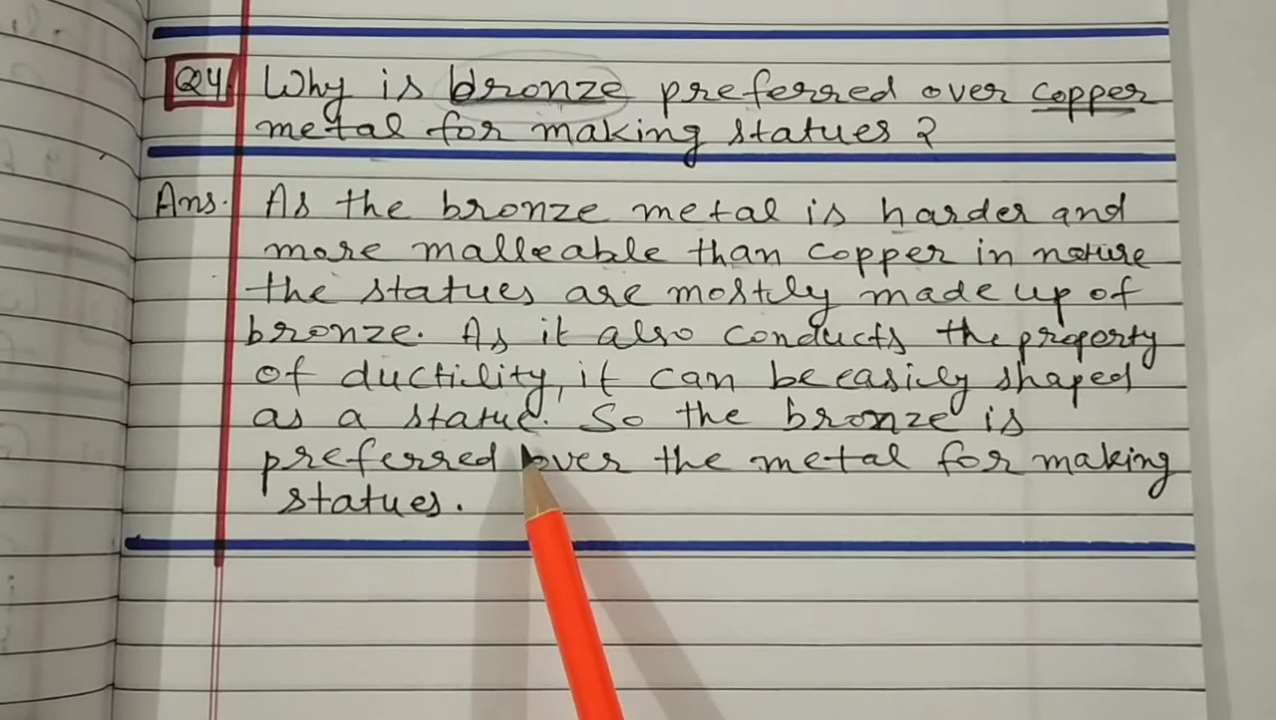 Q4. Why is bronze preferred over copper
metal for making statues?
Ans. As the bronze metal is harder and
more malleable than copper in nature
the statues are mostly made up of
bronze. As it also conducts the property
of ductility, it can be easily shaped
as a statue. So the bronze is
preferred over the metal for making
statues.